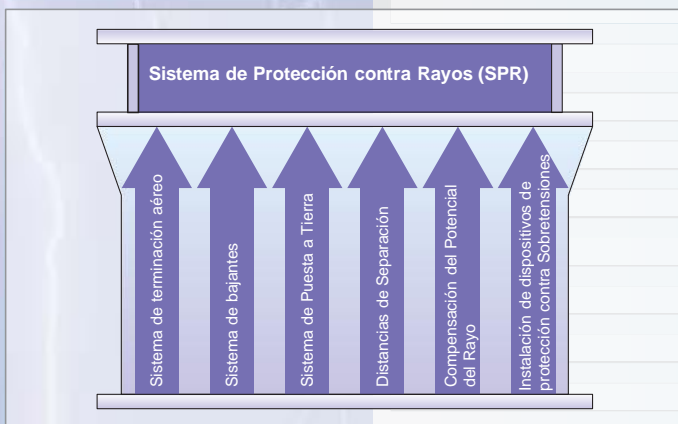 Sistema de Protección contra Rayos (SPR)
Sistema de terminación aéreo
Sistema de bajantes
Sistema de Puesta a Tierra
Distancias de Separación
Compensación del Potencial
del Rayo
Instalación de dispositivos de
protección contra Sobretensiones